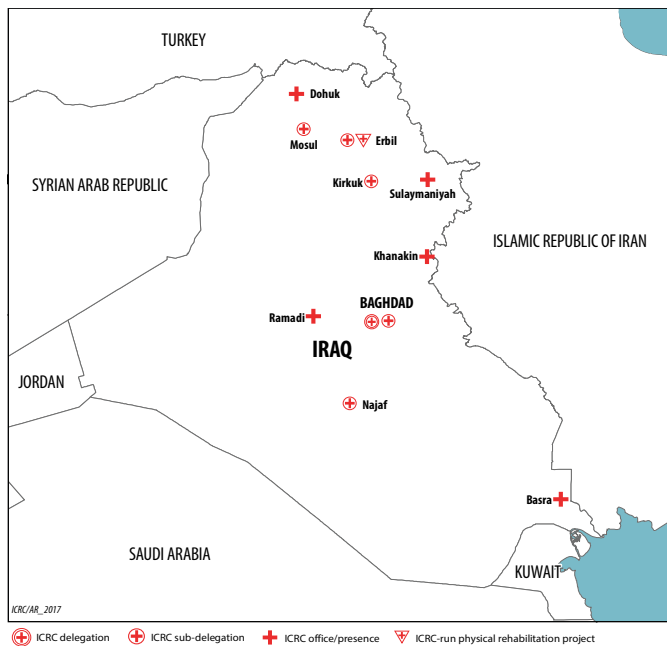 TURKEY
Dohuk
Mosul
Erbil
SYRIAN ARAB REPUBLIC
Kirkuk
Sulaymaniyah
ISLAMIC REPUBLIC OF IRAN
Khanakin
BAGHDAD
Ramadi
IRAQ
JORDAN
Najaf
Basra
SAUDI ARABIA
KUWAIT
ICRC/AR_2017
ICRC delegation ICRC sub-delegation ICRC office/presence ICRC-run physical rehabilitation project